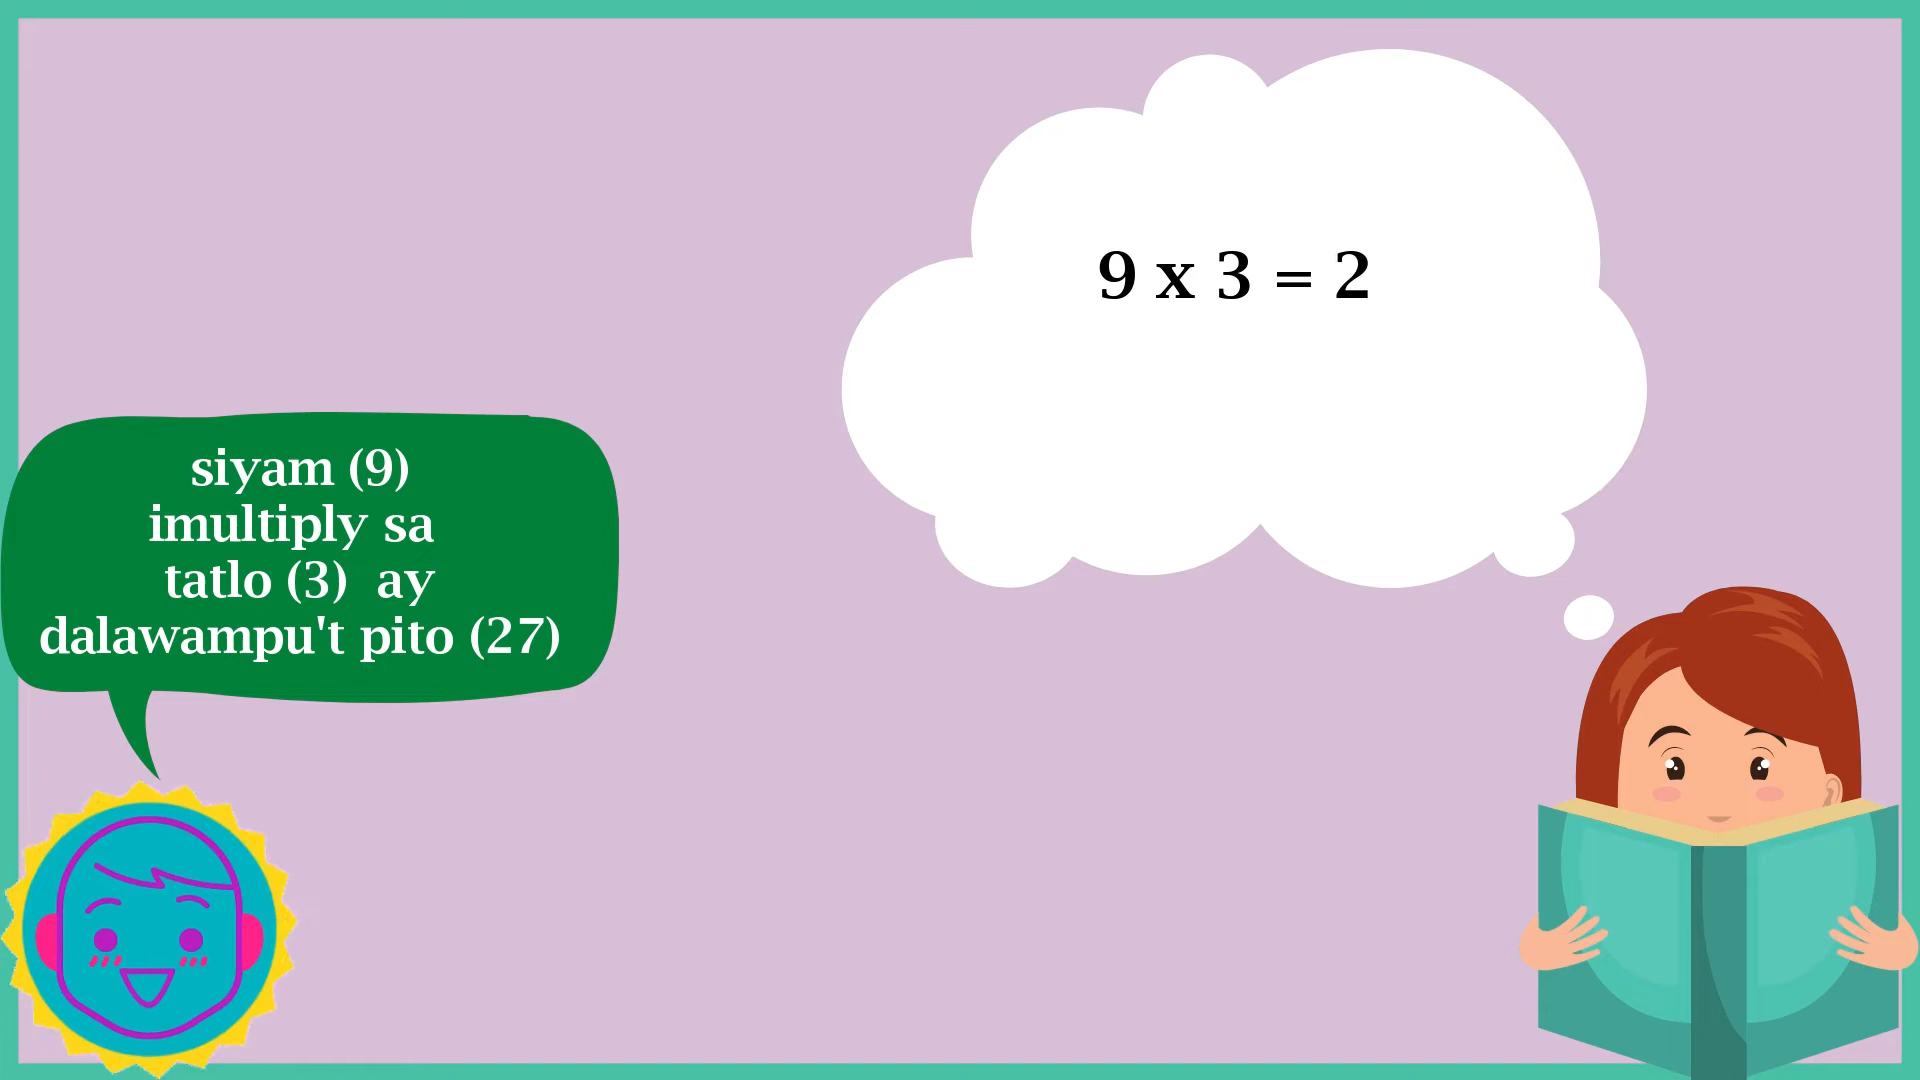 9 x 3 = 2
siyam (9)
imultiply sa
tatlo (3) ay
dalawampu't pito (27)